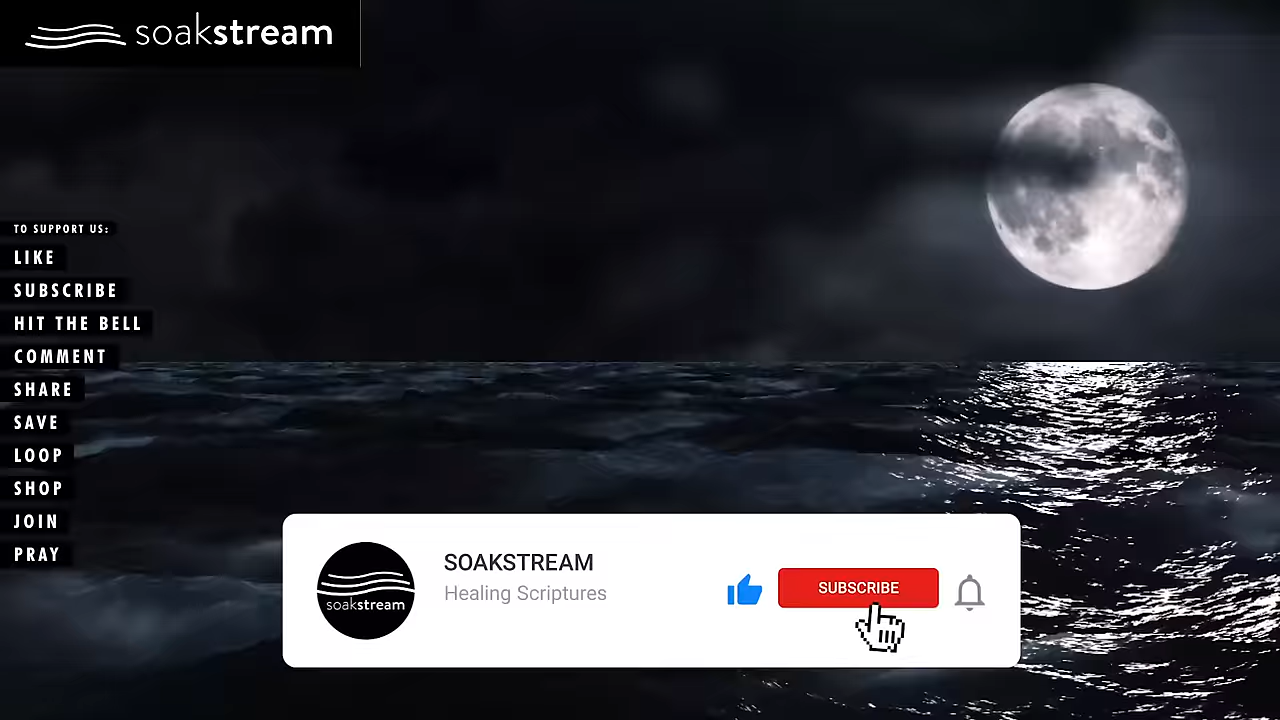 soakstream
TO SUPPORT US:
LIKE
SUBSCRIBE
HIT THE BELL
COMMENT
SHARE
SAVE
LOOP
SHOP
JOIN
PRAY
soakstream
SOAKSTREAM
Healing Scriptures
SUBSCRIBE